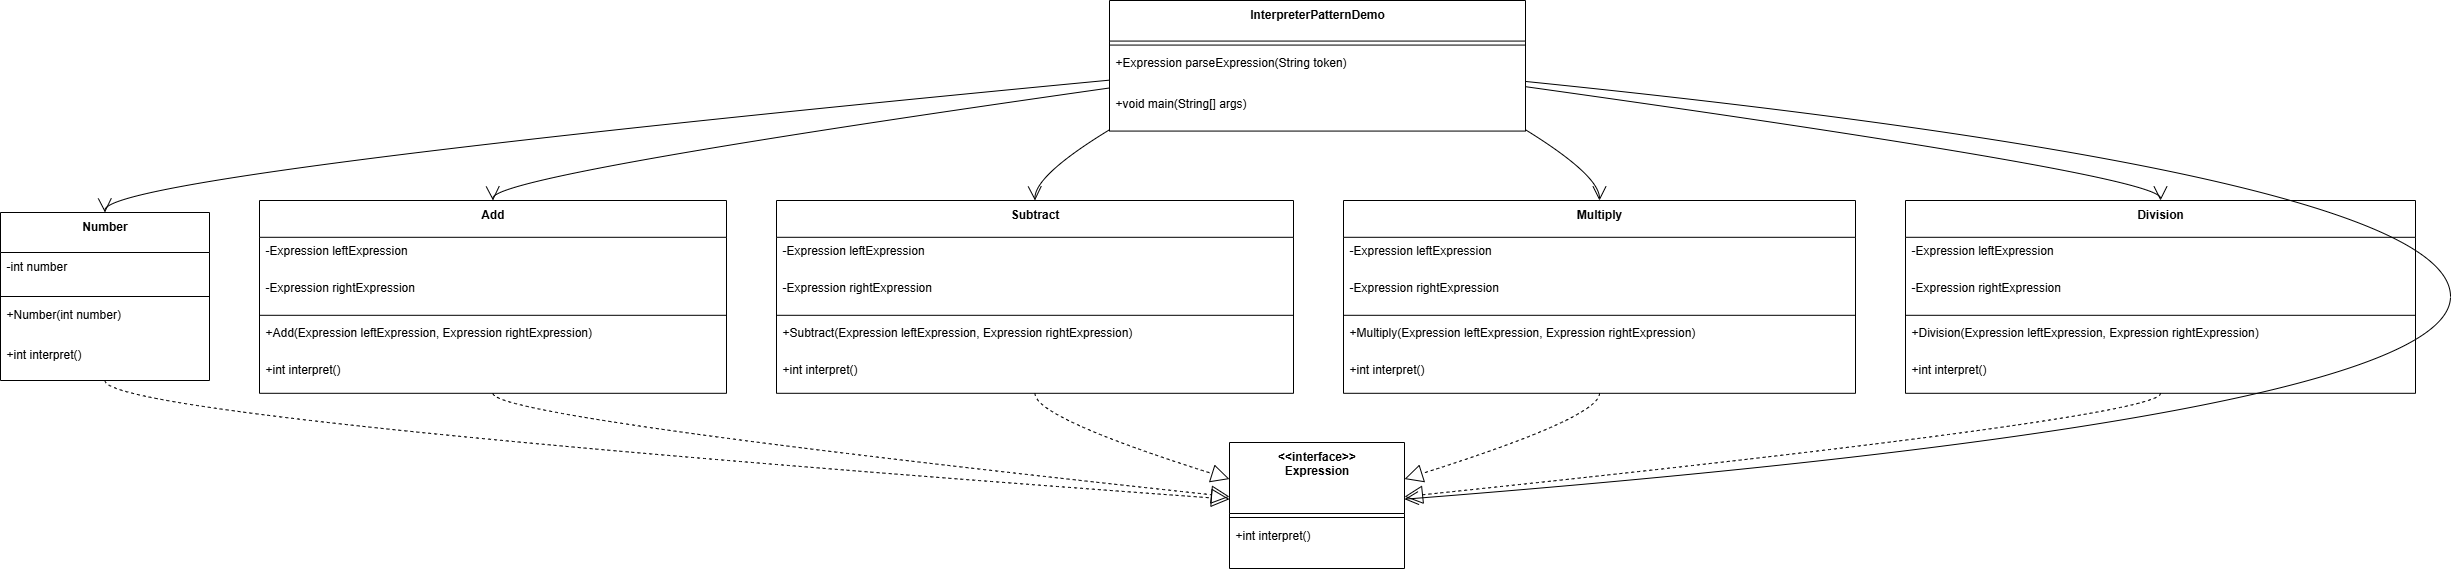 InterpreterPatternDemo
+Expression parseExpression(String token)
+void main(String[] args)
Number
-int number
+Number(int number)
+int interpret()
Add
-Expression leftExpression
-Expression rightExpression
+Add(Expression leftExpression, Expression rightExpression)
+int interpret()
Subtract
-Expression leftExpression
-Expression rightExpression
+Subtract(Expression leftExpression, Expression rightExpression)
+int interpret()
Multiply
-Expression leftExpression
-Expression rightExpression
+Multiply(Expression leftExpression, Expression rightExpression)
+int interpret()
Division
-Expression leftExpression
-Expression rightExpression
+Division(Expression leftExpression, Expression rightExpression)
+int interpret()
<<interface>>
Expression
+int interpret()